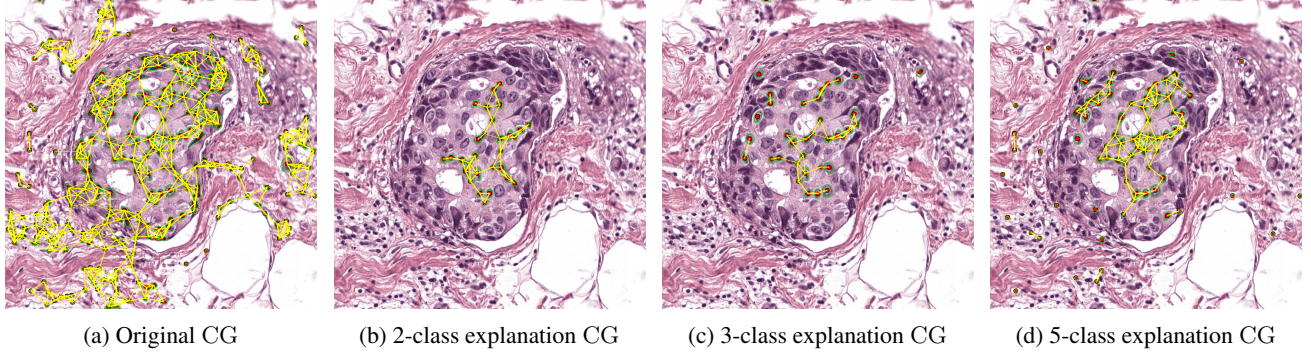 (a) Original CG
(b) 2-class explanation CG
(c) 3-class explanation CG
(d) 5-class explanation CG